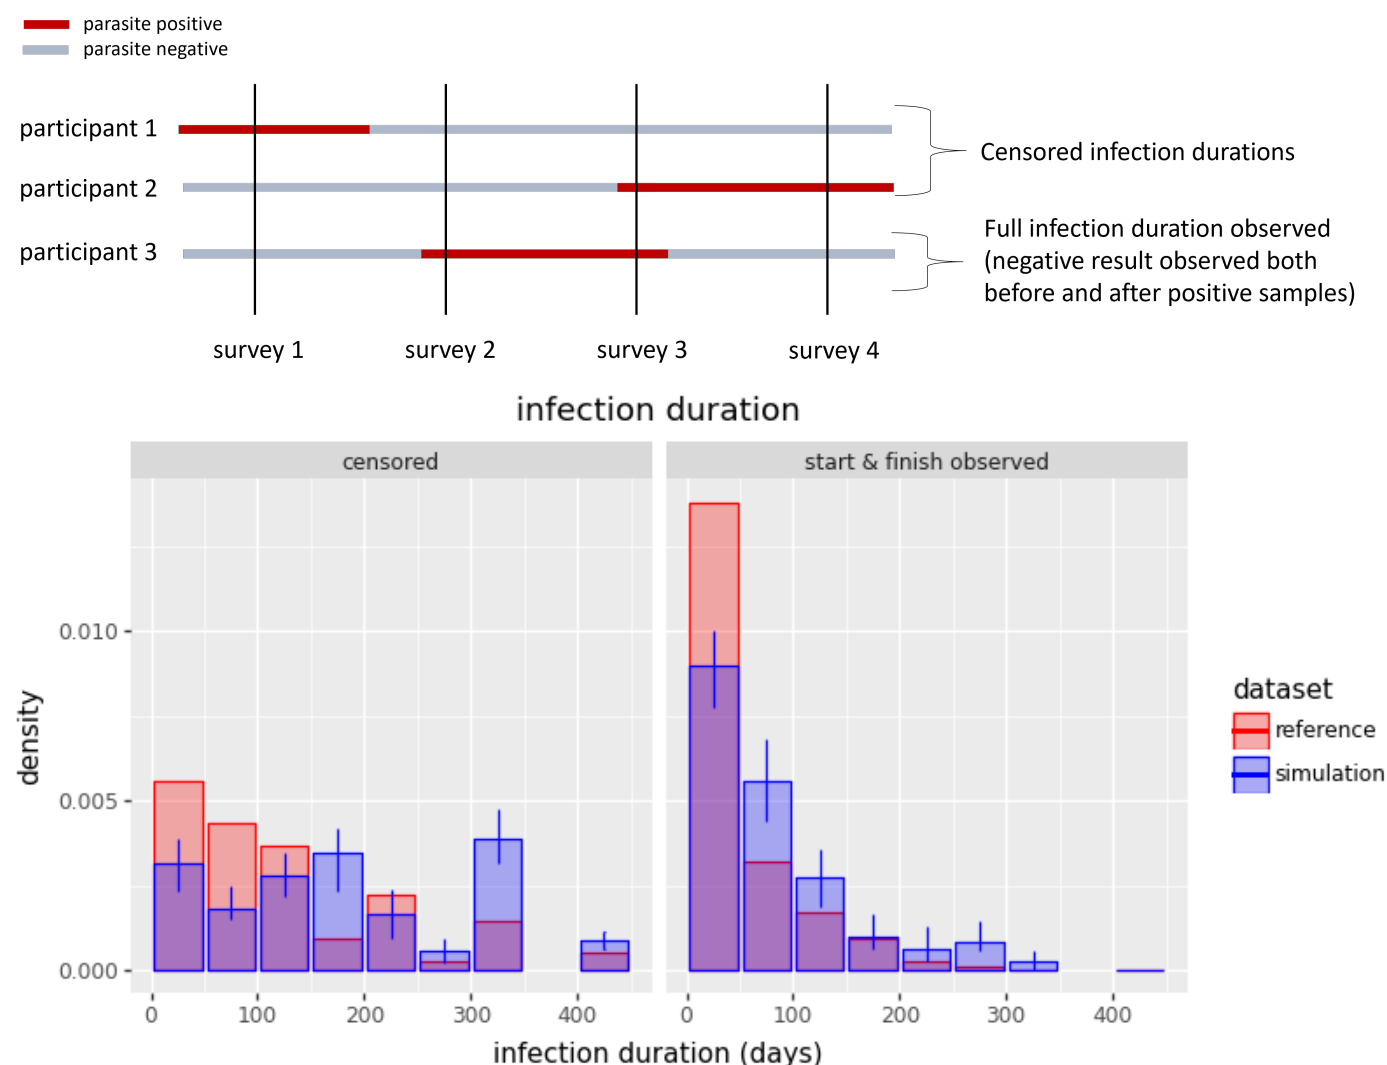 parasite positive
parasite negative
participant 1
participant 2
participant 3
Censored infection durations
Full infection duration observed
(negative result observed both
before and after positive samples)
survey 1 survey 2 survey 3 survey 4
infection duration
censored
start & finish observed
density
0.010
0.005
0.000
0 100 200 300 400
0 100 200 300 400
infection duration (days)
dataset
reference
simulation